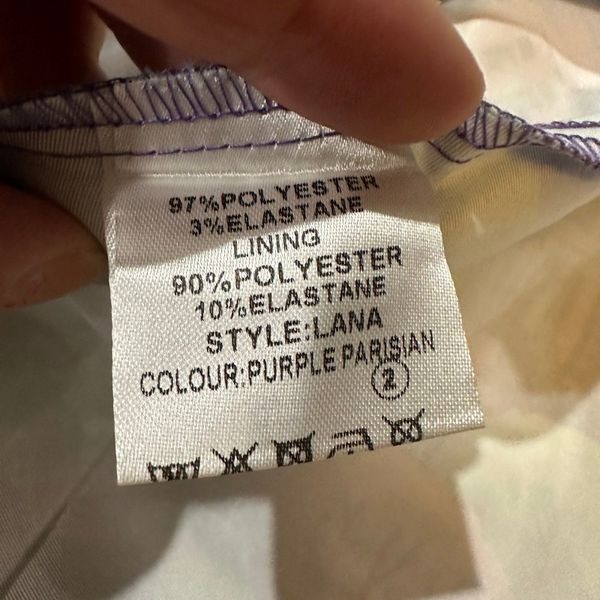 97%POLYESTER
3%ELASTANE
LINING
90%POLYESTER
10%ELASTANE
STYLE:LANA
COLOUR:PURPLE PARISIAN
2